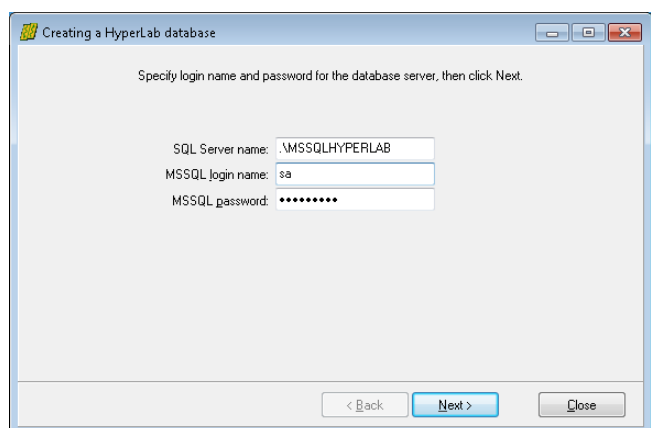 Creating a HyperLab database
Specify login name and password for the database server, then click Next.
SQL Server name: .\MSSQLHYPERLAB
MSSQL login name: sa
MSSQL password: •••••••••
< Back Next > Close